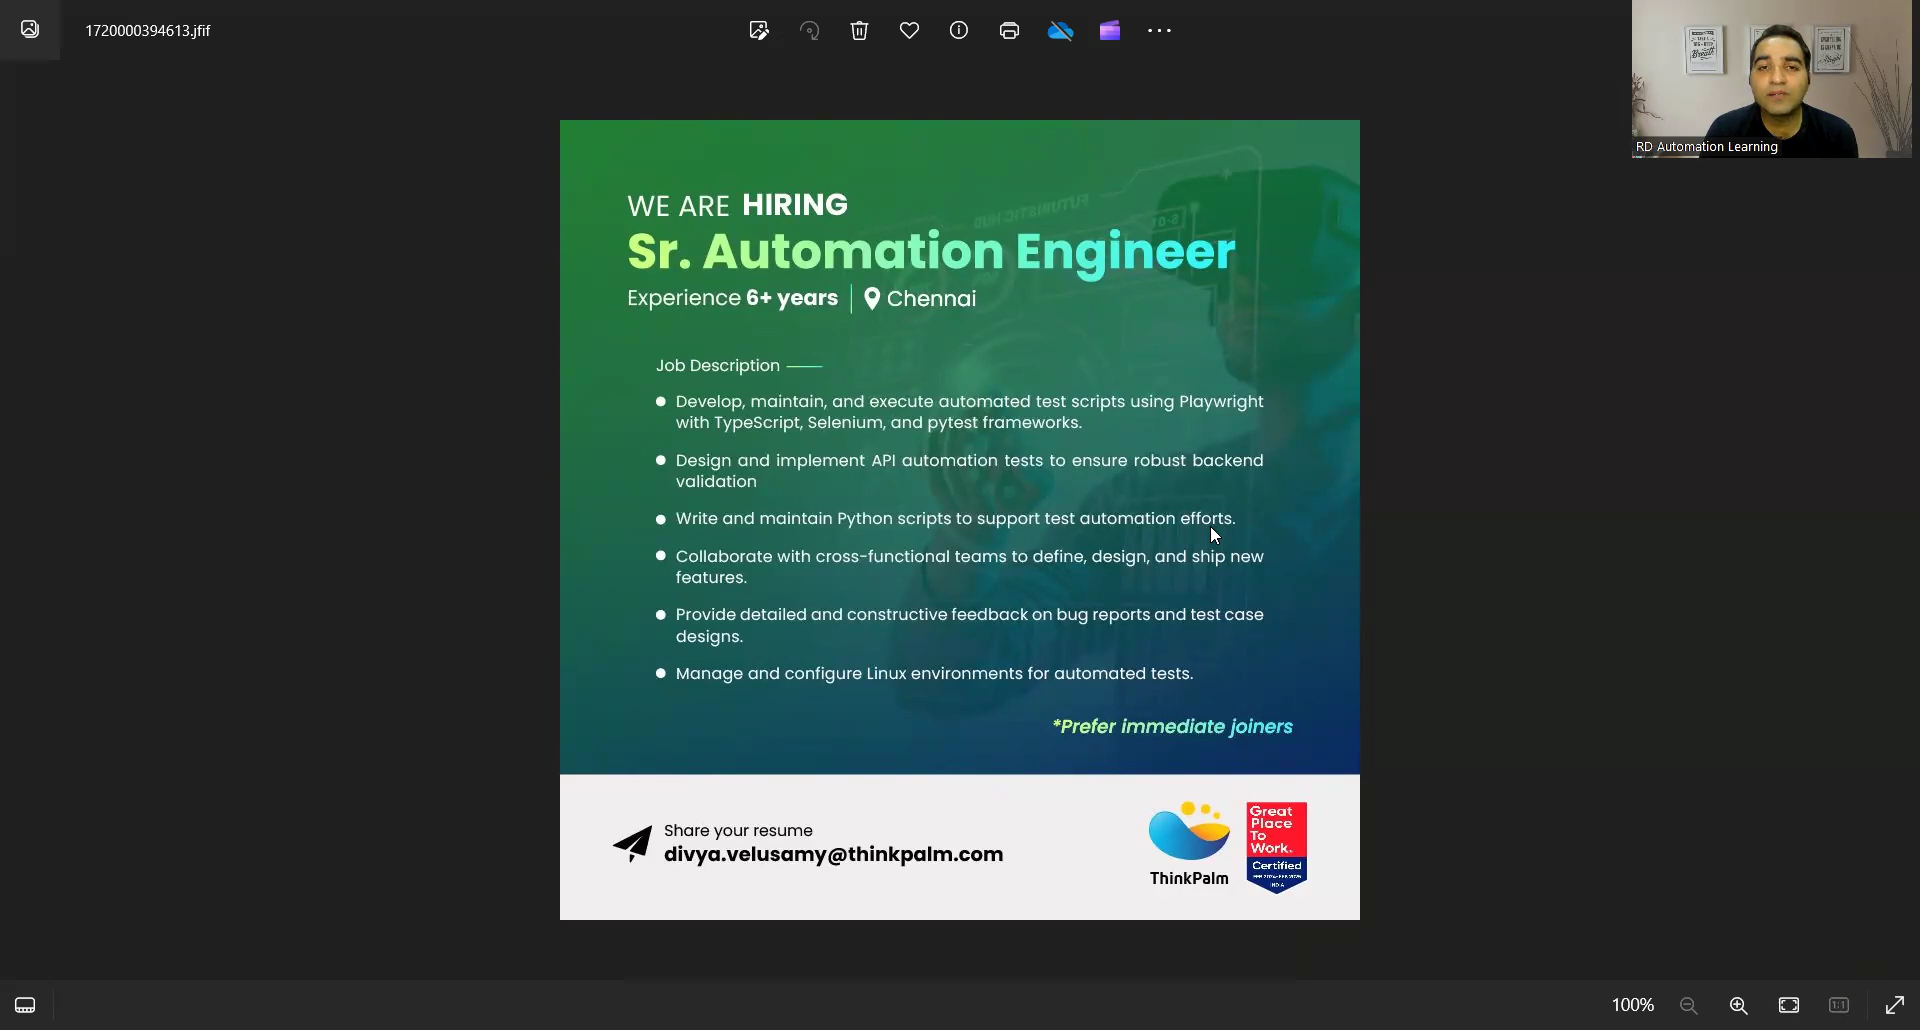 1720000394613.jfif
RD Automation Learning
WE ARE HIRING
Sr. Automation Engineer
Experience 6+ years
Chennai
Job Description
Develop, maintain, and execute automated test scripts using Playwright
with TypeScript, Selenium, and pytest frameworks.
Design and implement API automation tests to ensure robust backend
validation
Write and maintain Python scripts to support test automation efforts.
Collaborate with cross-functional teams to define, design, and ship new
features.
Provide detailed and constructive feedback on bug reports and test case
designs.
Manage and configure Linux environments for automated tests.
*Prefer immediate joiners
Share your resume
divya.velusamy@thinkpalm.com
ThinkPalm
Great
Place
To
Work.
Certified
INDIA
100%